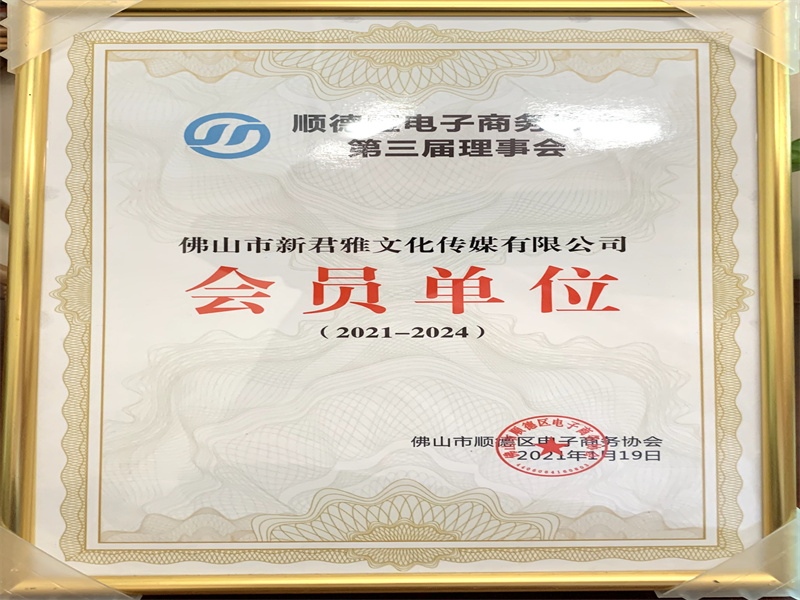 顺德区电子商务
第三届理事会
佛山市新君雅文化传媒有限公司
会员单位
（2021-2024）
佛山市顺德区电子商务协会
2021年1月19日